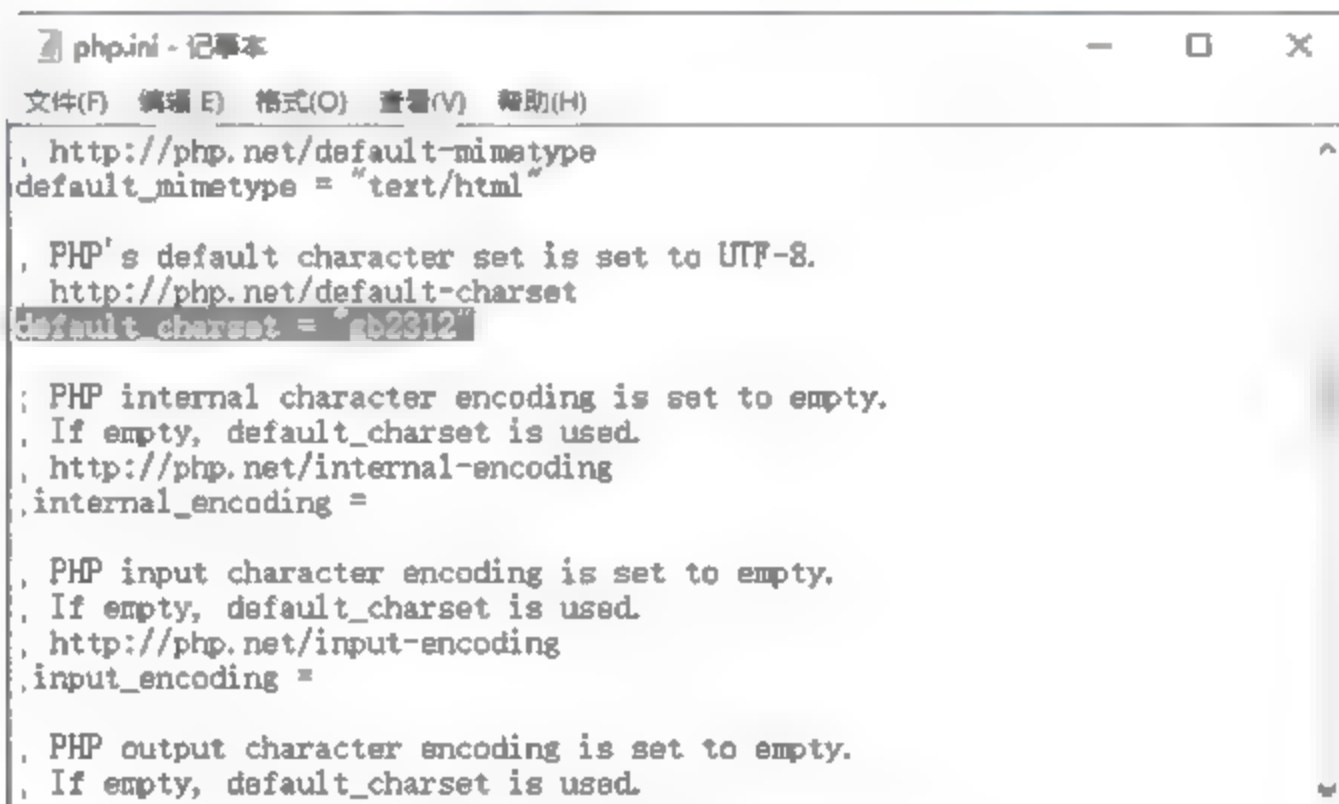 php.ini - 记事本
文件(F) 编辑(E) 格式(O) 查看(V) 帮助(H)
; http://php.net/default-mimetype
default_mimetype = "text/html"
; PHP's default character set is set to UTF-8.
; http://php.net/default-charset
default_charset = "gb2312"
; PHP internal character encoding is set to empty.
; If empty, default_charset is used.
; http://php.net/internal-encoding
;internal_encoding =
; PHP input character encoding is set to empty.
; If empty, default_charset is used.
; http://php.net/input-encoding
;input_encoding =
; PHP output character encoding is set to empty.
; If empty, default_charset is used.